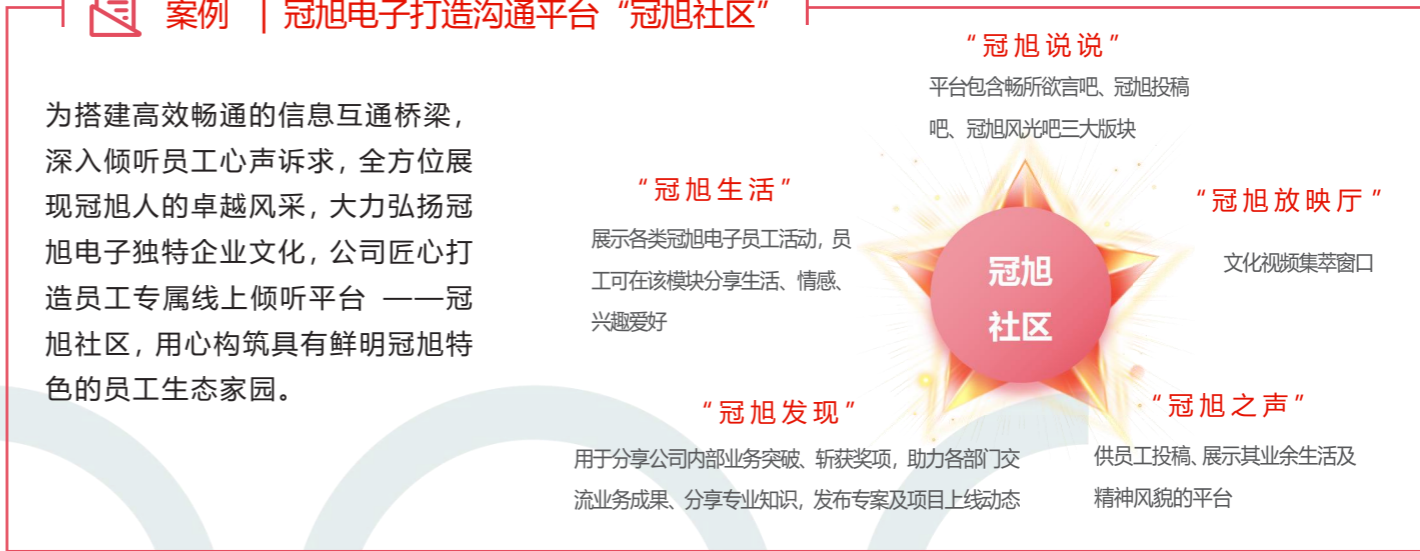 案例 | 冠旭电子打造沟通平台“冠旭社区”
为搭建高效畅通的信息互通桥梁，
深入倾听员工心声诉求，全方位展
现冠旭人的卓越风采，大力弘扬冠
旭电子独特企业文化，公司匠心打
造员工专属线上倾听平台 ——冠
旭社区，用心构筑具有鲜明冠旭特
色的员工生态家园。
“冠旭说说”
平台包含畅所欲言吧、冠旭投稿
吧、冠旭风光吧三大版块
“冠旭生活”
展示各类冠旭电子员工活动，员
工可在该模块分享生活、情感、
兴趣爱好
冠旭
社区
“冠旭放映厅”
文化视频集萃窗口
“冠旭发现”
用于分享公司内部业务突破、斩获奖项，助力各部门交
流业务成果、分享专业知识，发布专案及项目上线动态
“冠旭之声”
供员工投稿、展示其业余生活及
精神风貌的平台